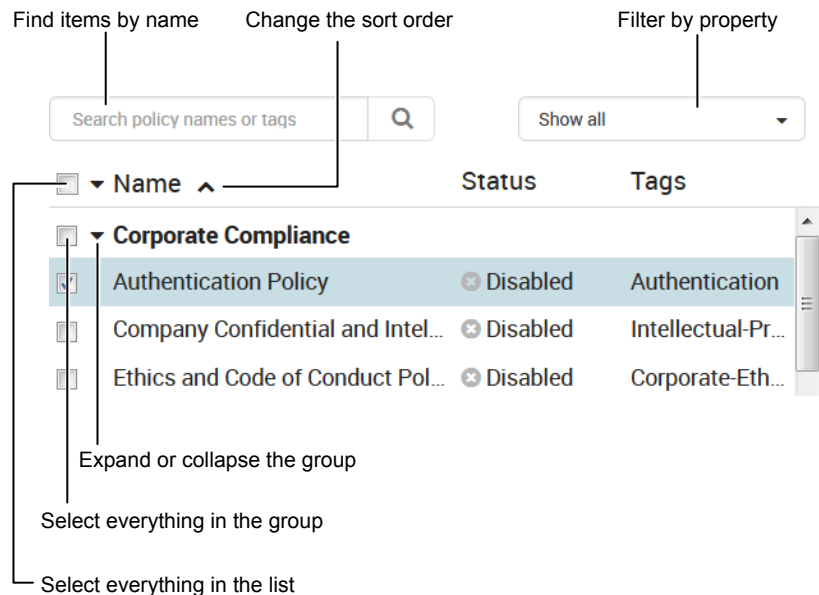 Find items by name Change the sort order Filter by property
Search policy names or tags Show all
Name Status Tags
Corporate Compliance
Authentication Policy Disabled Authentication
Company Confidential and Intel... Disabled Intellectual-Pr...
Ethics and Code of Conduct Pol... Disabled Corporate-Eth...
Expand or collapse the group
Select everything in the group
Select everything in the list